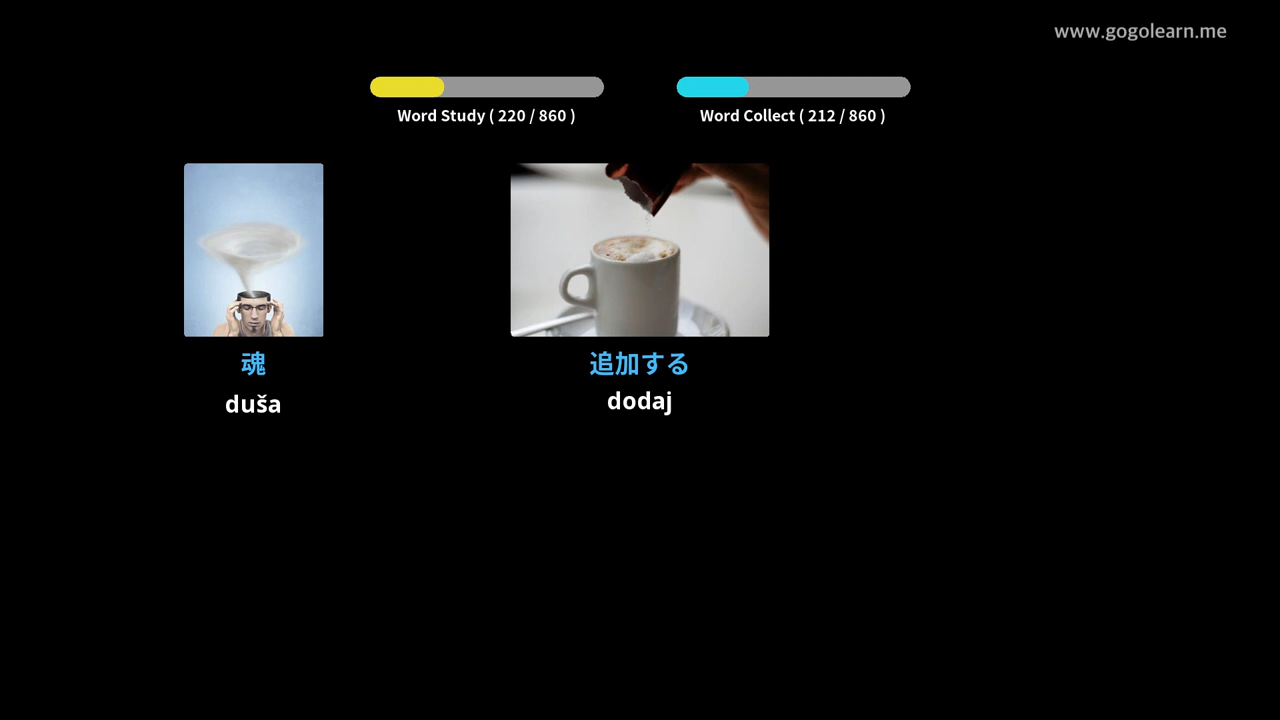 www.gogolearn.me
Word Study ( 220 / 860 )
Word Collect ( 212 / 860 )
魂
duša
追加する
dodaj